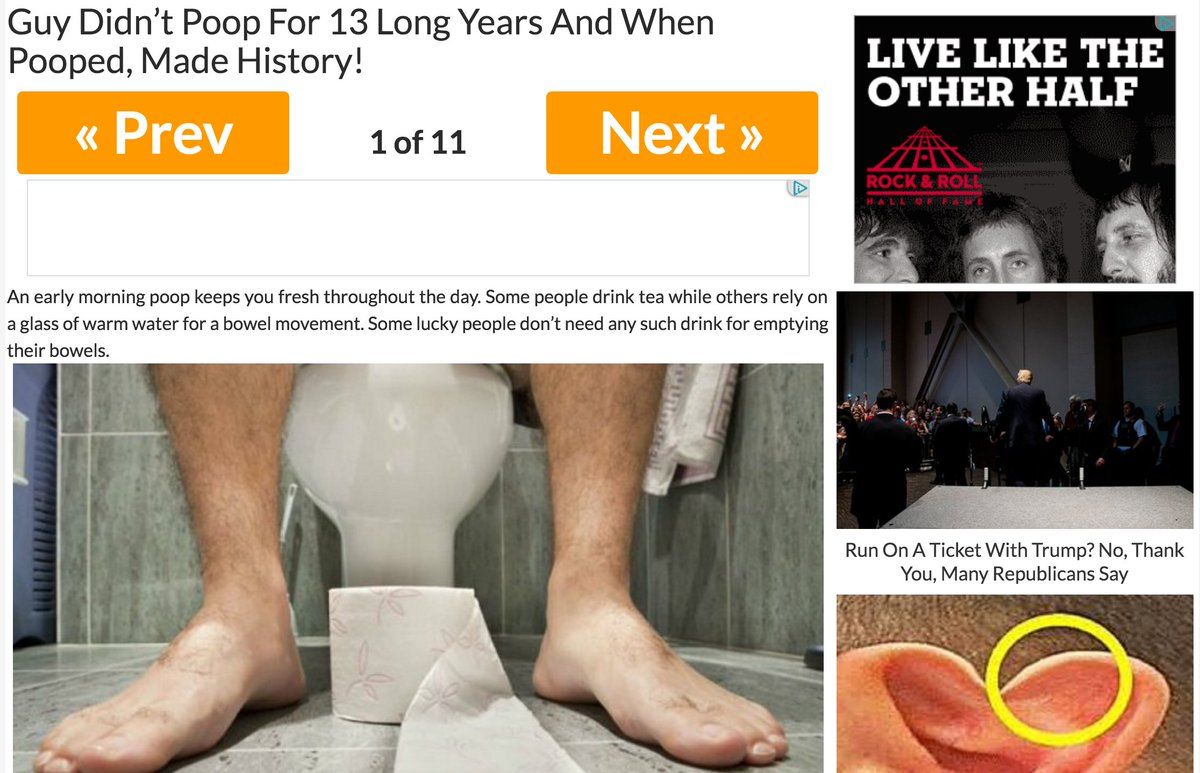 Guy Didn’t Poop For 13 Long Years And When
Pooped, Made History!
« Prev
1 of 11
Next »
An early morning poop keeps you fresh throughout the day. Some people drink tea while others rely on
a glass of warm water for a bowel movement. Some lucky people don’t need any such drink for emptying
their bowels.
LIVE LIKE THE
OTHER HALF
ROCK & ROLL
HALL OF FAME
Run On A Ticket With Trump? No, Thank
You, Many Republicans Say